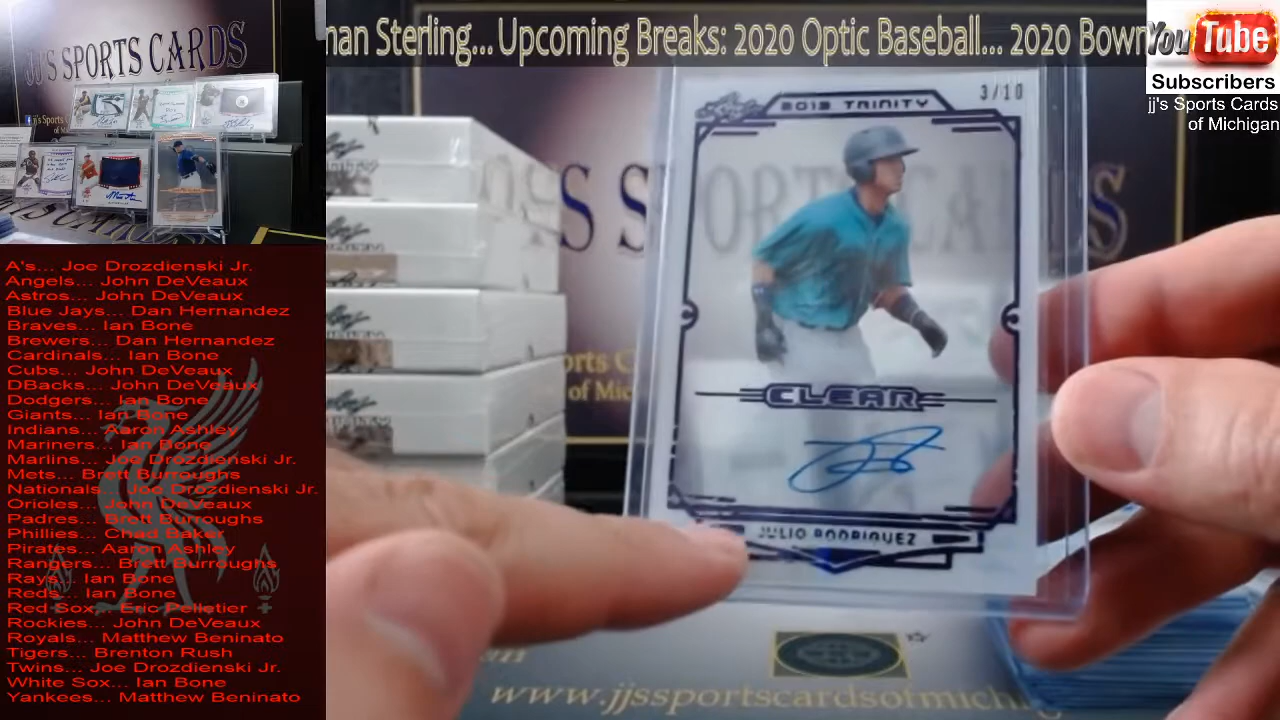 JJ'S SPORTS CARDS
man Sterling... Upcoming Breaks: 2020 Optic Baseball... 2020 Bown
You Tube
Subscribers
jj's Sports Cards
of Michigan
A's... Joe Drozdienski Jr.
Angels... John DeVeaux
Astros... John DeVeaux
Blue Jays... Dan Hernandez
Braves... Ian Bone
Brewers... Dan Hernandez
Cardinals... Ian Bone
Cubs... John DeVeaux
DBacks... John DeVeaux
Dodgers... Ian Bone
Giants... Ian Bone
Indians... Aaron Ashley
Mariners... Ian Bone
Marlins... Joe Drozdienski Jr.
Mets... Brett Burroughs
Nationals... Joe Drozdienski Jr.
Orioles... John DeVeaux
Padres... Brett Burroughs
Phillies... Chad Baker
Pirates... Aaron Ashley
Rangers... Brett Burroughs
Rays... Ian Bone
Reds... Ian Bone
Red Sox... Eric Pelletier
Rockies... John DeVeaux
Royals... Matthew Beninato
Tigers... Brenton Rush
Twins... Joe Drozdienski Jr.
White Sox... Ian Bone
Yankees... Matthew Beninato
3/10
Leaf
2019 TRINITY
CLEAR
JULIO RODRIGUEZ
www.jjssportscardsofmichig